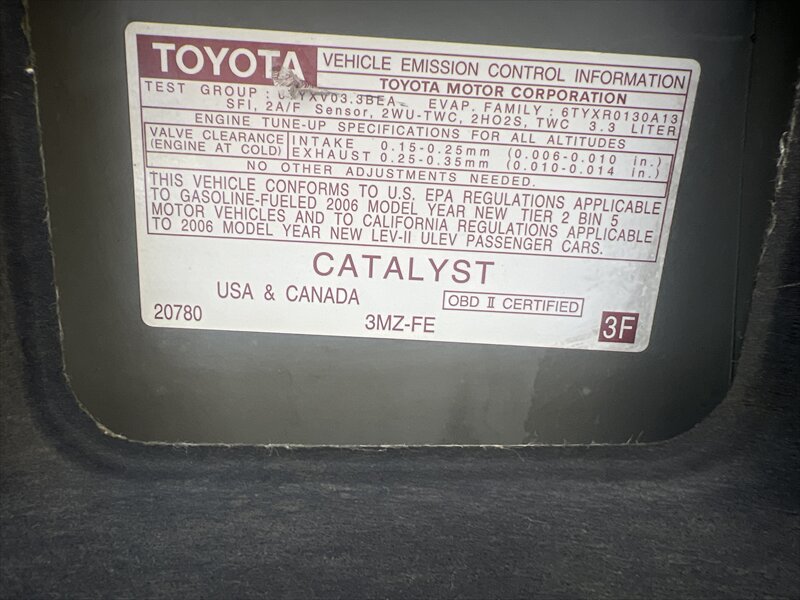 TOYOTA VEHICLE EMISSION CONTROL INFORMATION
TOYOTA MOTOR CORPORATION
TEST GROUP : EVAP. FAMILY : 6TYXR0130A13
SFI, 2A/F Sensor, 2WU-TWC, 2HO2S, TWC 3.3 LITER
ENGINE TUNE-UP SPECIFICATIONS FOR ALL ALTITUDES
VALVE CLEARANCE INTAKE 0.15-0.25mm (0.006-0.010 in.)
(ENGINE AT COLD) EXHAUST 0.25-0.35mm (0.010-0.014 in.)
NO OTHER ADJUSTMENTS NEEDED.
THIS VEHICLE CONFORMS TO U.S. EPA REGULATIONS APPLICABLE
TO GASOLINE-FUELED 2006 MODEL YEAR NEW TIER 2 BIN 5
MOTOR VEHICLES AND TO CALIFORNIA REGULATIONS APPLICABLE
TO 2006 MODEL YEAR NEW LEV-II ULEV PASSENGER CARS.
CATALYST
USA & CANADA OBD II CERTIFIED
20780 3MZ-FE 3F